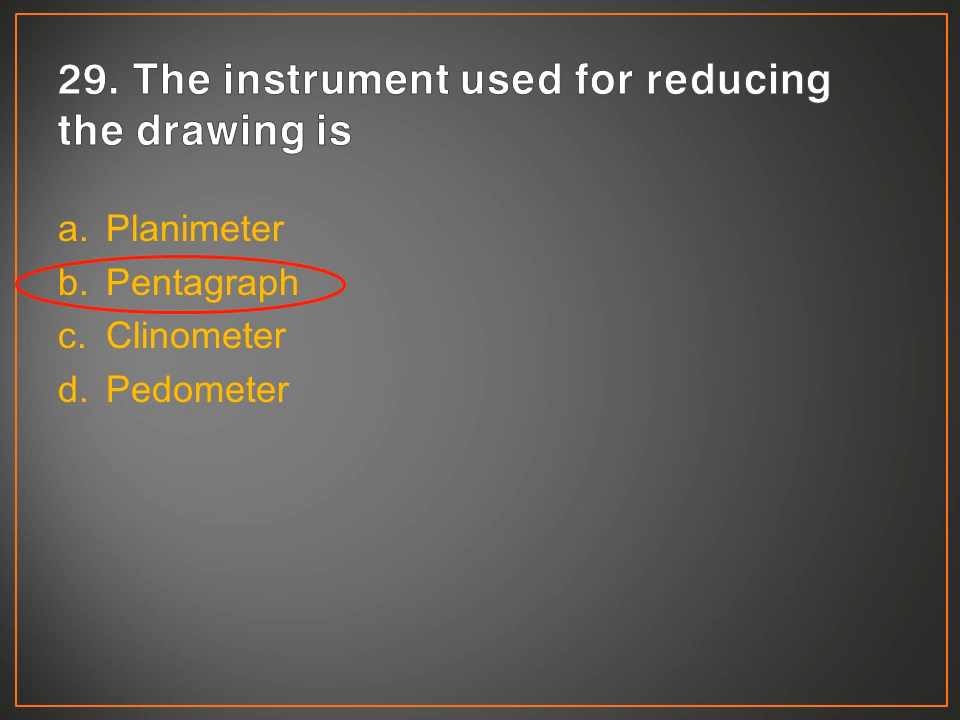 29. The instrument used for reducing
the drawing is
a. Planimeter
b. Pentagraph
c. Clinometer
d. Pedometer